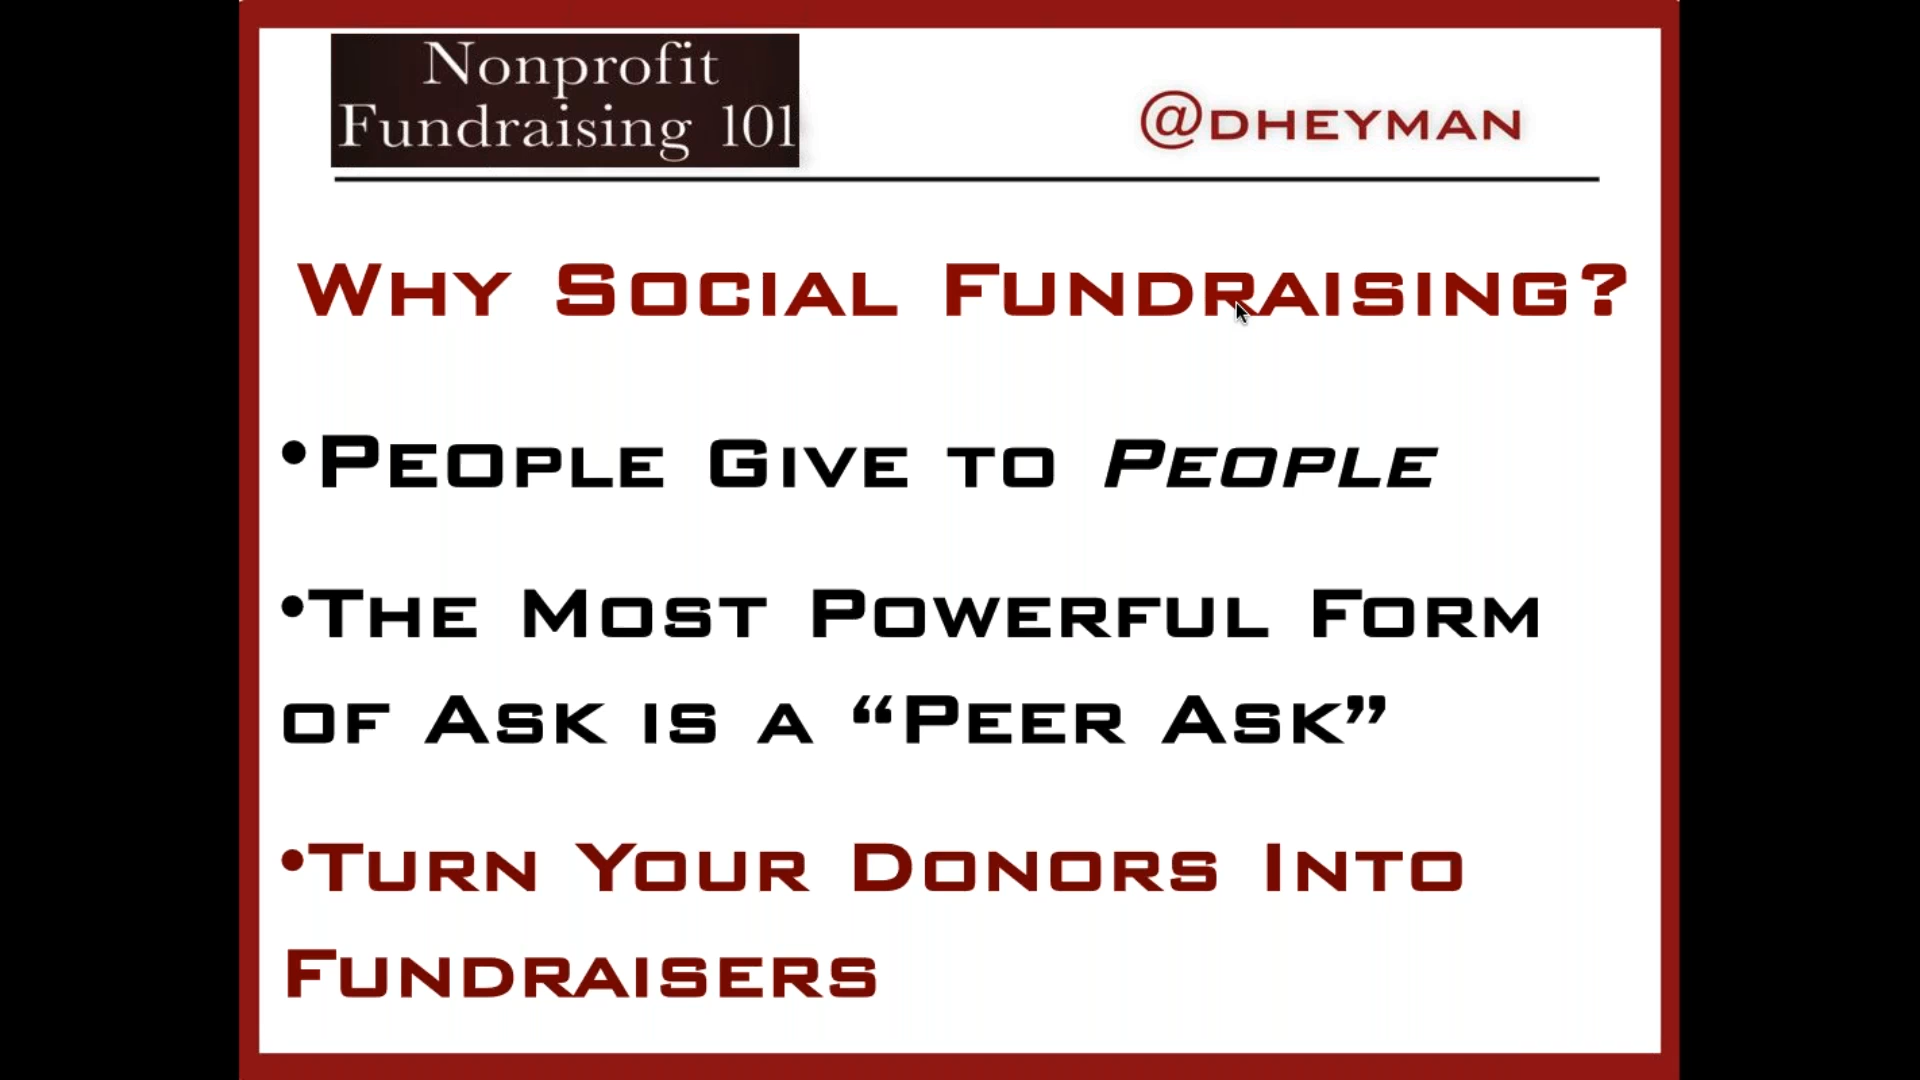 Nonprofit
Fundraising 101
@DHEYMAN
WHY SOCIAL FUNDRAISING?
•PEOPLE GIVE TO PEOPLE
•THE MOST POWERFUL FORM
OF ASK IS A “PEER ASK”
•TURN YOUR DONORS INTO
FUNDRAISERS